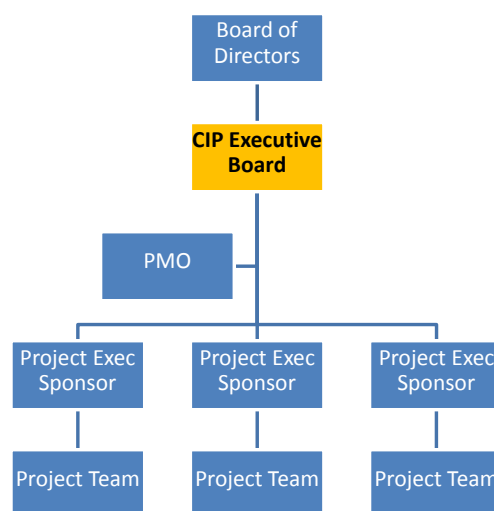 Board of
Directors
CIP Executive
Board
PMO
Project Exec
Sponsor
Project Exec
Sponsor
Project Exec
Sponsor
Project Team
Project Team
Project Team